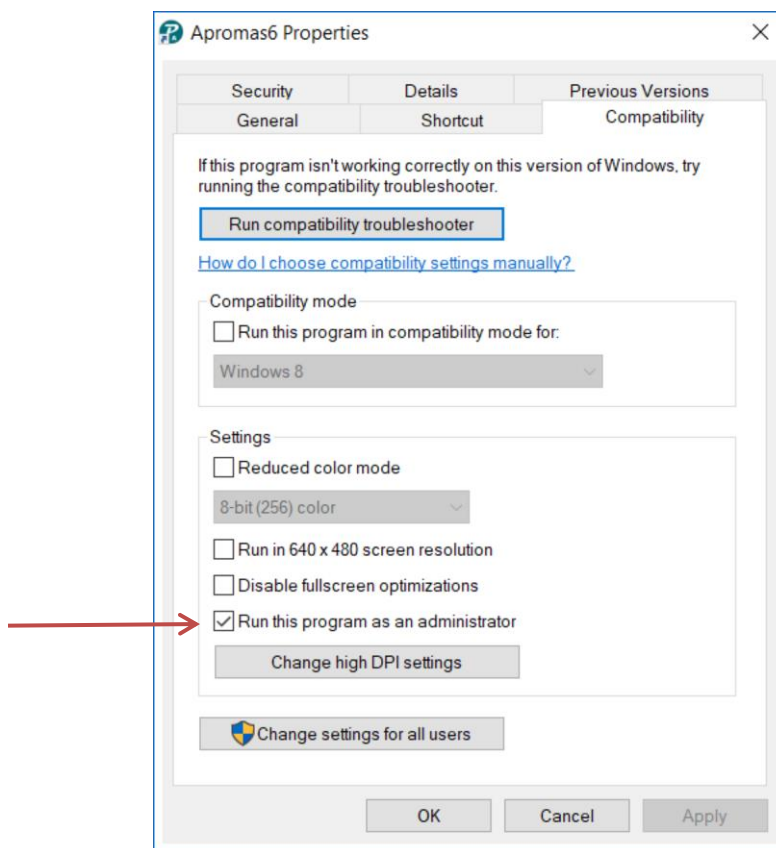 Apromas6 Properties
Security Details Previous Versions
General Shortcut Compatibility
If this program isn't working correctly on this version of Windows, try
running the compatibility troubleshooter.
Run compatibility troubleshooter
How do I choose compatibility settings manually?
Compatibility mode
Run this program in compatibility mode for:
Windows 8
Settings
Reduced color mode
8-bit (256) color
Run in 640 x 480 screen resolution
Disable fullscreen optimizations
Run this program as an administrator
Change high DPI settings
Change settings for all users
OK Cancel Apply